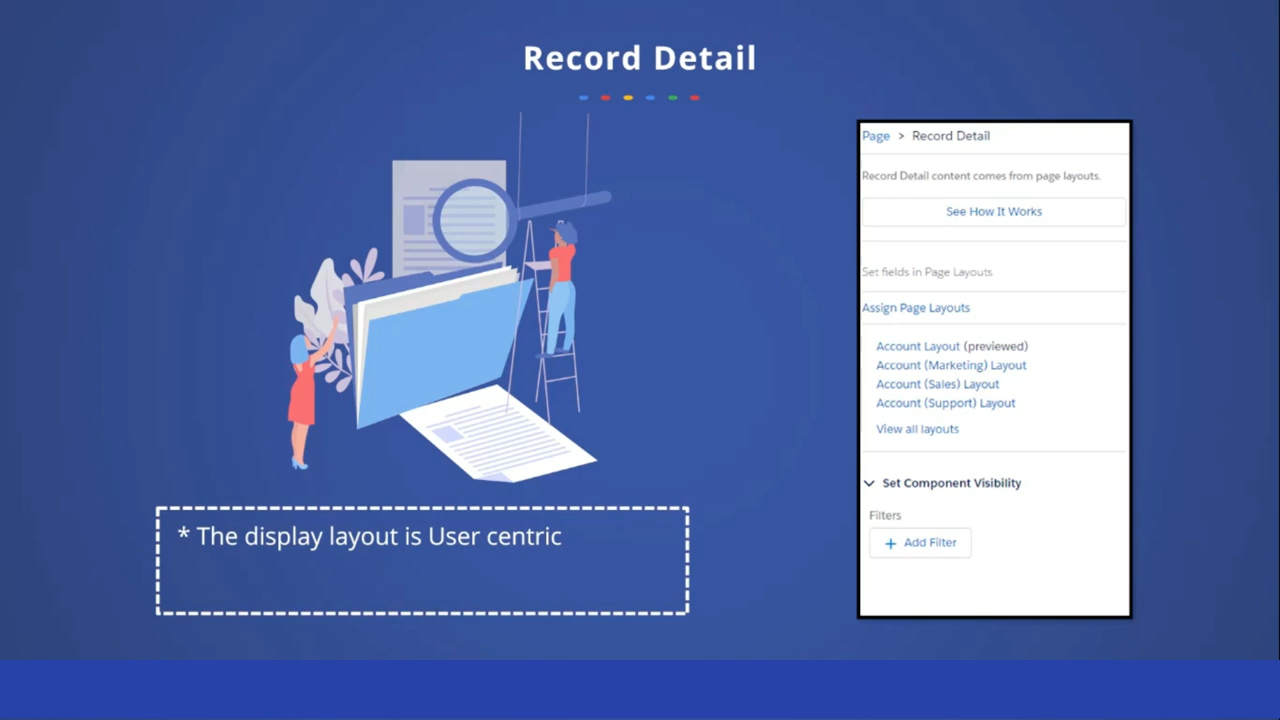 Record Detail
* The display layout is User centric
Page > Record Detail
Record Detail content comes from page layouts.
See How It Works
Set fields in Page Layouts
Assign Page Layouts
Account Layout (previewed)
Account (Marketing) Layout
Account (Sales) Layout
Account (Support) Layout
View all layouts
Set Component Visibility
Filters
+ Add Filter